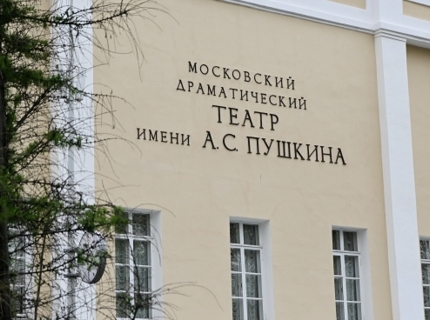 МОСКОВСКИЙ
ДРАМАТИЧЕСКИЙ
ТЕАТР
ИМЕНИ А.С. ПУШКИНА